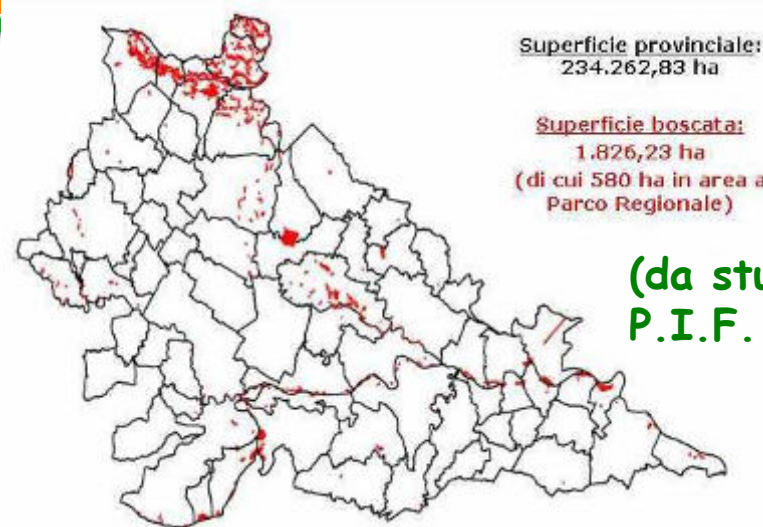 Superficie provinciale:
234.262,83 ha
Superficie boscata:
1.826,23 ha
(di cui 580 ha in area a
Parco Regionale)
(da stu
P.I.F.